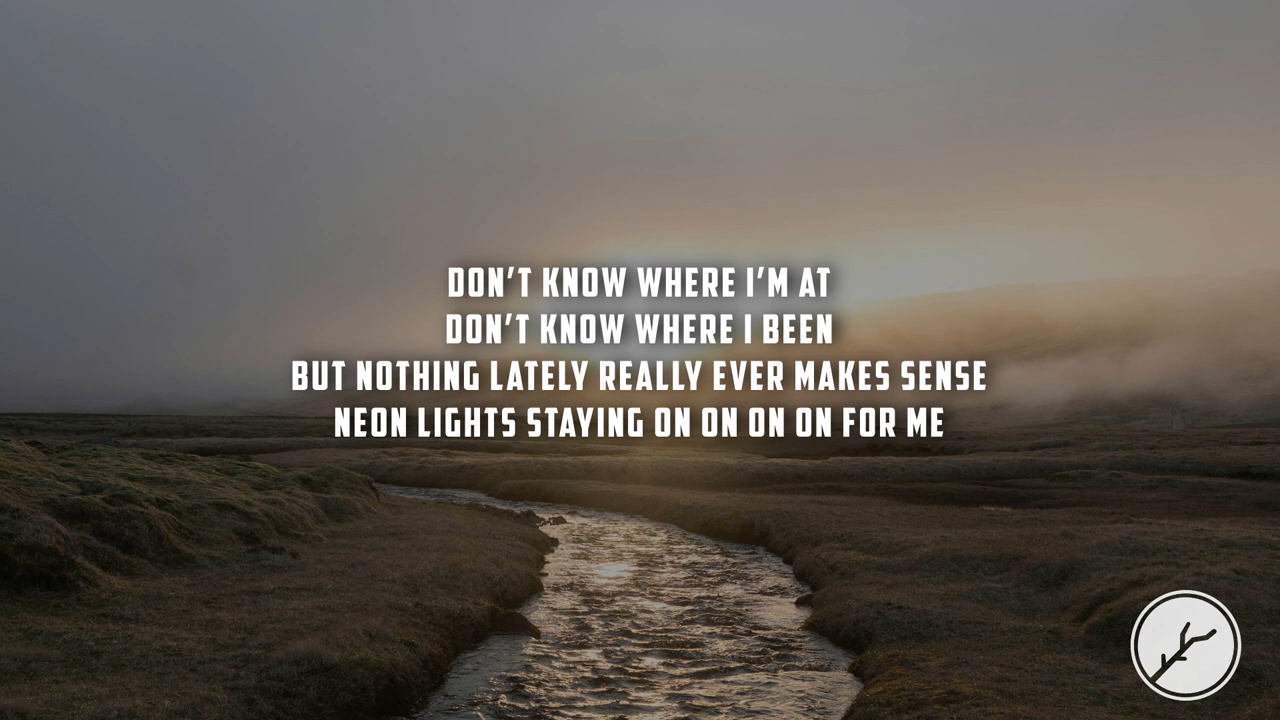 DON'T KNOW WHERE I'M AT
DON'T KNOW WHERE I BEEN
BUT NOTHING LATELY REALLY EVER MAKES SENSE
NEON LIGHTS STAYING ON ON ON ON FOR ME